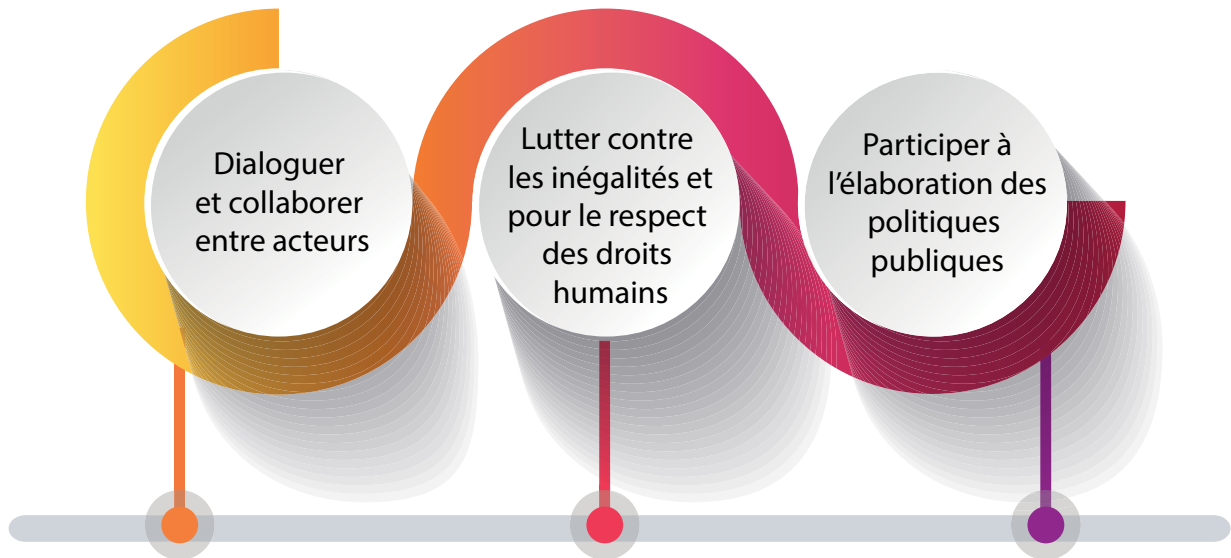 Dialoguer
et collaborer
entre acteurs
Lutter contre
les inégalités et
pour le respect
des droits
humains
Participer à
l’élaboration des
politiques
publiques